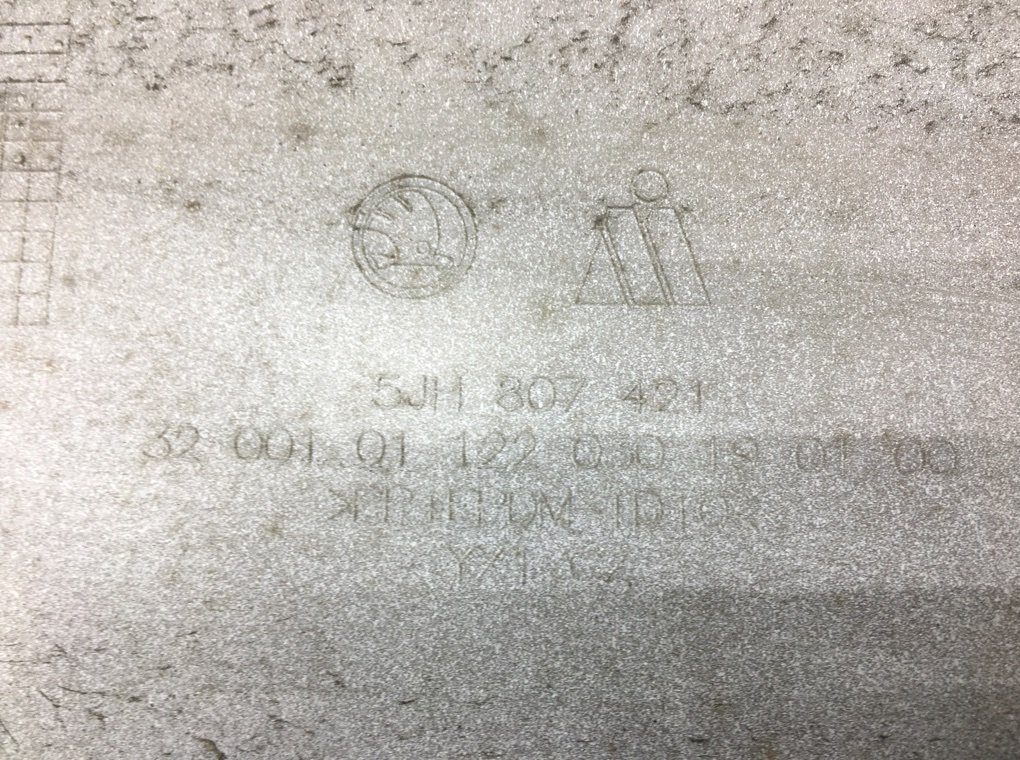 5JH 807 421
32 001 01 122 030 19 01 00
>PP+EPDM-TD10<